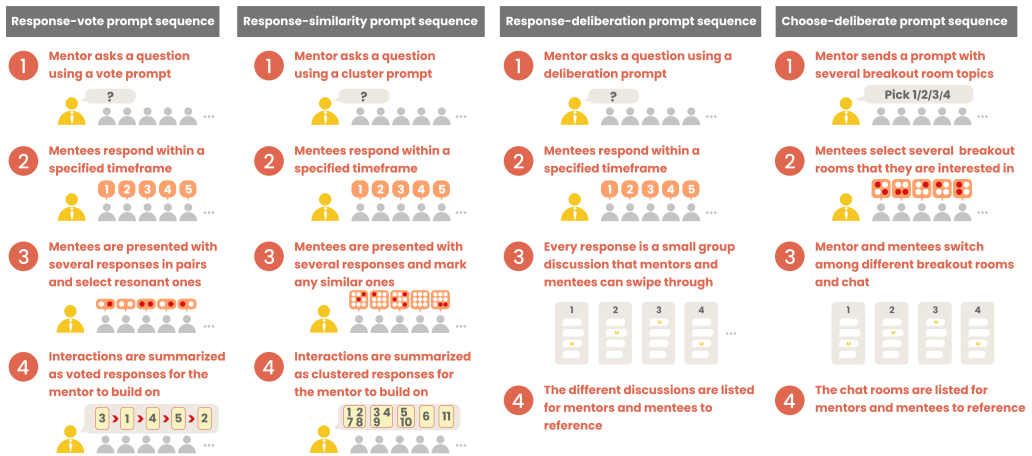 Response-vote prompt sequence
1
Mentor asks a question
using a vote prompt
?
...
2
Mentees respond within a
specified timeframe
1 2 3 4 5
...
3
Mentees are presented with
several responses in pairs
and select resonant ones
...
4
Interactions are summarized
as voted responses for the
mentor to build on
3 > 1 > 4 > 5 > 2
...
Response-similarity prompt sequence
1
Mentor asks a question
using a cluster prompt
?
...
2
Mentees respond within a
specified timeframe
1 2 3 4 5
...
3
Mentees are presented with
several responses and mark
any similar ones
...
4
Interactions are summarized
as clustered responses for
the mentor to build on
1 2 3 4 5 6 11
7 8 9 10
...
Response-deliberation prompt sequence
1
Mentor asks a question using a
deliberation prompt
?
...
2
Mentees respond within a
specified timeframe
1 2 3 4 5
...
3
Every response is a small group
discussion that mentors and
mentees can swipe through
1 2 3 4
M
M
M M
...
4
The different discussions are listed
for mentors and mentees to
reference
Choose-deliberate prompt sequence
1
Mentor sends a prompt with
several breakout room topics
Pick 1/2/3/4
...
2
Mentees select several breakout
rooms that they are interested in
...
3
Mentor and mentees switch
among different breakout rooms
and chat
1 2 3 4
M
M
M M
4
The chat rooms are listed for
mentors and mentees to reference